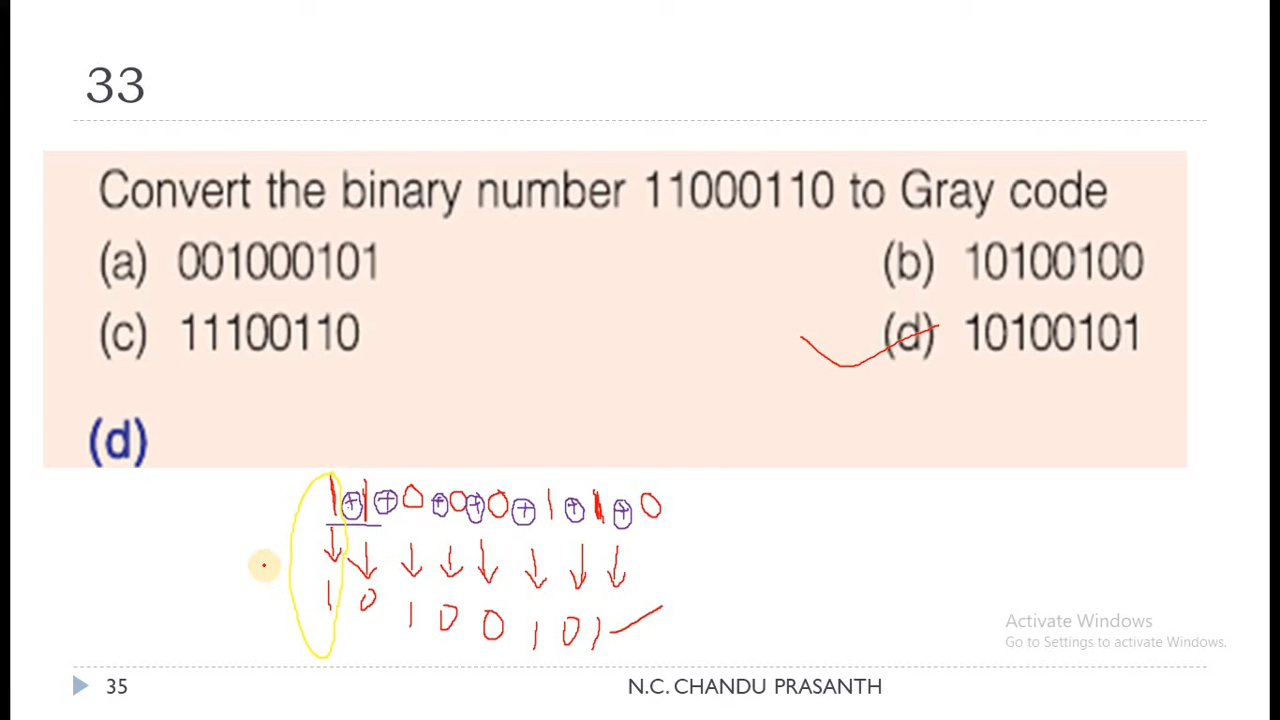 33
Convert the binary number 11000110 to Gray code
(a) 001000101 (b) 10100100
(c) 11100110 (d) 10100101
(d)
1 ⊕ 1 ⊕ 0 ⊕ 0 ⊕ 0 ⊕ 1 ⊕ 1 ⊕ 0
↓ ↓ ↓ ↓ ↓ ↓ ↓ ↓
1 0 1 0 0 1 0 1
Activate Windows
Go to Settings to activate Windows.
35 N.C. CHANDU PRASANTH